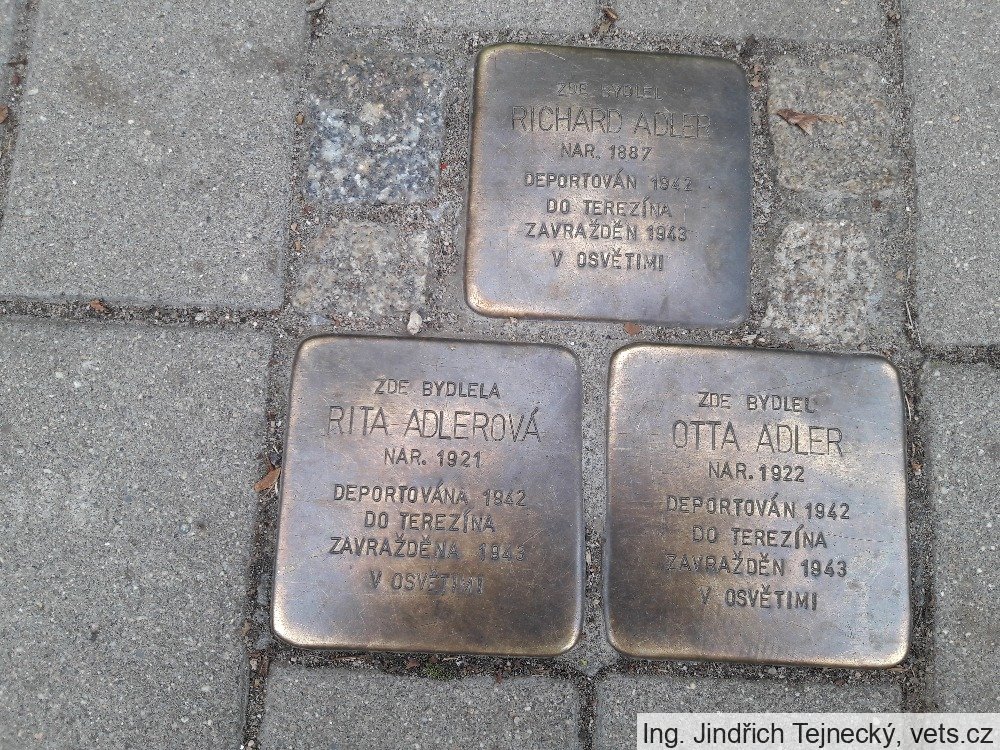 ZDE BYDLEL
RICHARD ADLER
NAR. 1887
DEPORTOVÁN 1942
DO TEREZÍNA
ZAVRAŽDĚN 1943
V OSVĚTIMI
ZDE BYDLELA
RITA ADLEROVÁ
NAR. 1921
DEPORTOVÁNA 1942
DO TEREZÍNA
ZAVRAŽDĚNA 1943
V OSVĚTIMI
ZDE BYDLEL
OTTA ADLER
NAR. 1922
DEPORTOVÁN 1942
DO TEREZÍNA
ZAVRAŽDĚN 1943
V OSVĚTIMI
Ing. Jindřich Tejnecký, vets.cz